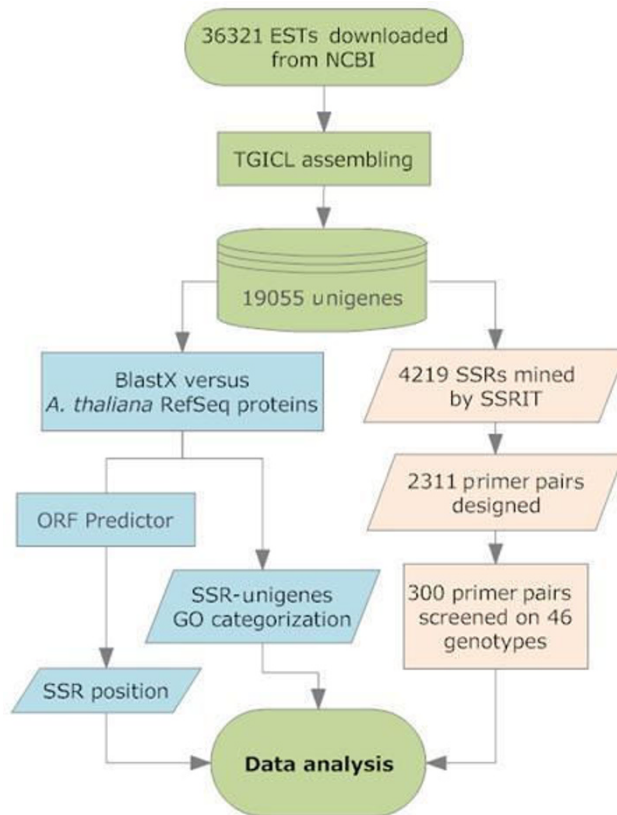 36321 ESTs downloaded
from NCBI
TGICL assembling
19055 unigenes
BlastX versus
A. thaliana RefSeq proteins
4219 SSRs mined
by SSRIT
2311 primer pairs
designed
ORF Predictor
SSR-unigenes
GO categorization
300 primer pairs
screened on 46
genotypes
SSR position
Data analysis